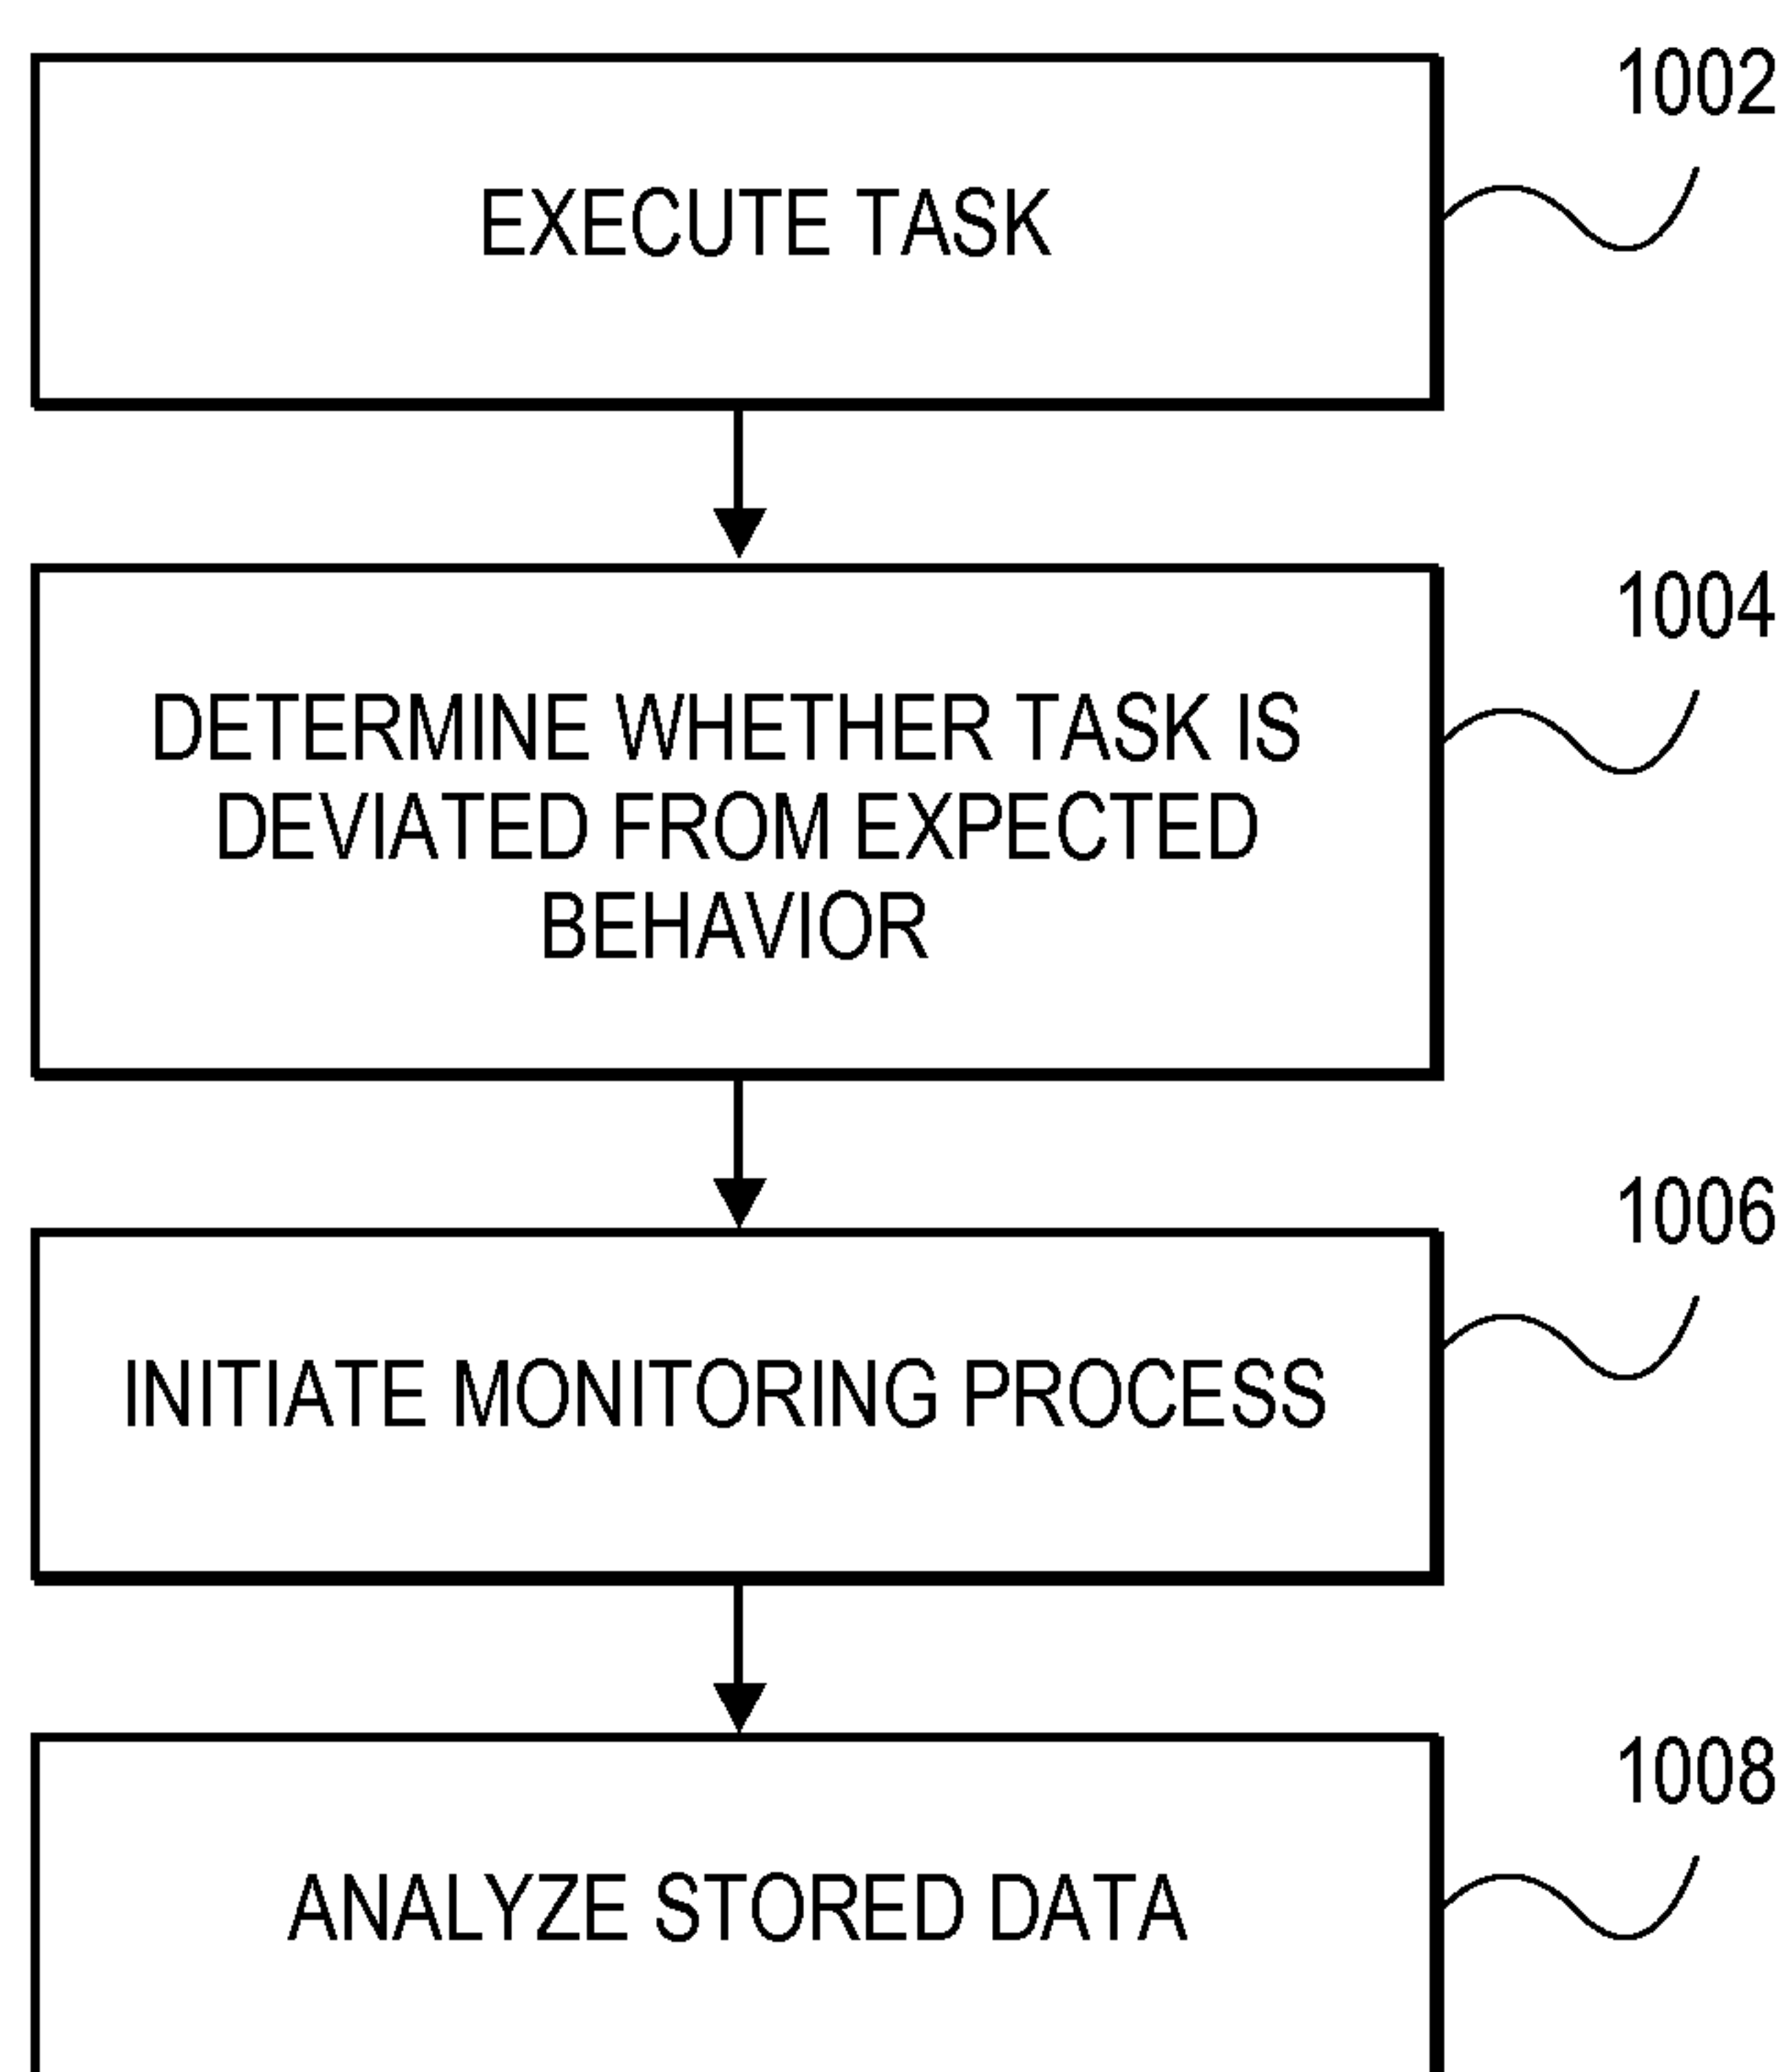 1002
EXECUTE TASK
1004
DETERMINE WHETHER TASK IS
DEVIATED FROM EXPECTED
BEHAVIOR
1006
INITIATE MONITORING PROCESS
1008
ANALYZE STORED DATA